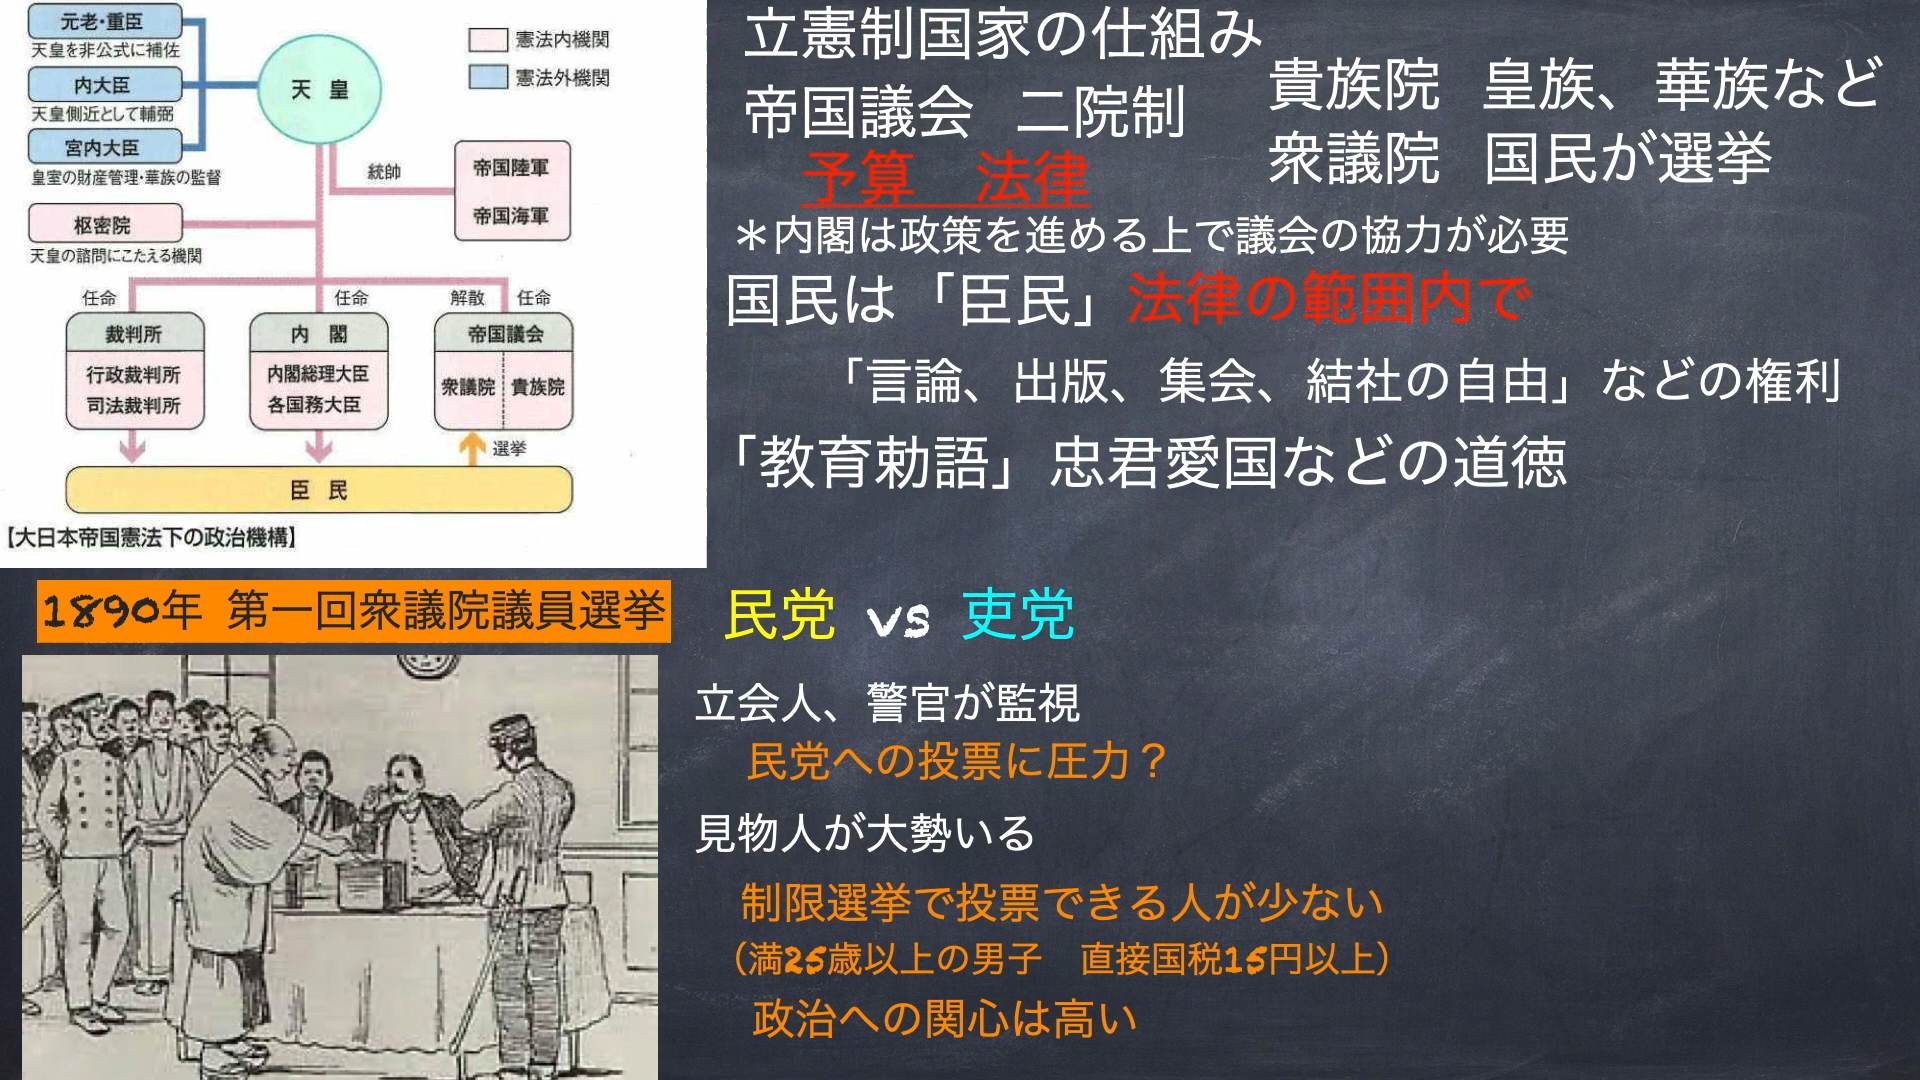 元老・重臣
天皇を非公式に補佐
内大臣
天皇側近として輔弼
宮内大臣
皇室の財産管理・華族の監督
枢密院
天皇の諮問にこたえる機関
天皇
憲法内機関
憲法外機関
統帥
帝国陸軍
帝国海軍
任命
任命
解散
任命
裁判所
行政裁判所
司法裁判所
内閣
内閣総理大臣
各国務大臣
帝国議会
衆議院
貴族院
選挙
臣民
【大日本帝国憲法下の政治機構】
立憲制国家の仕組み
帝国議会 二院制
貴族院 皇族、華族など
衆議院 国民が選挙
予算 法律
＊内閣は政策を進める上で議会の協力が必要
国民は「臣民」法律の範囲内で
「言論、出版、集会、結社の自由」などの権利
「教育勅語」忠君愛国などの道徳
1890年 第一回衆議院議員選挙
民党 vs 吏党
立会人、警官が監視
民党への投票に圧力？
見物人が大勢いる
制限選挙で投票できる人が少ない
（満25歳以上の男子 直接国税15円以上）
政治への関心は高い